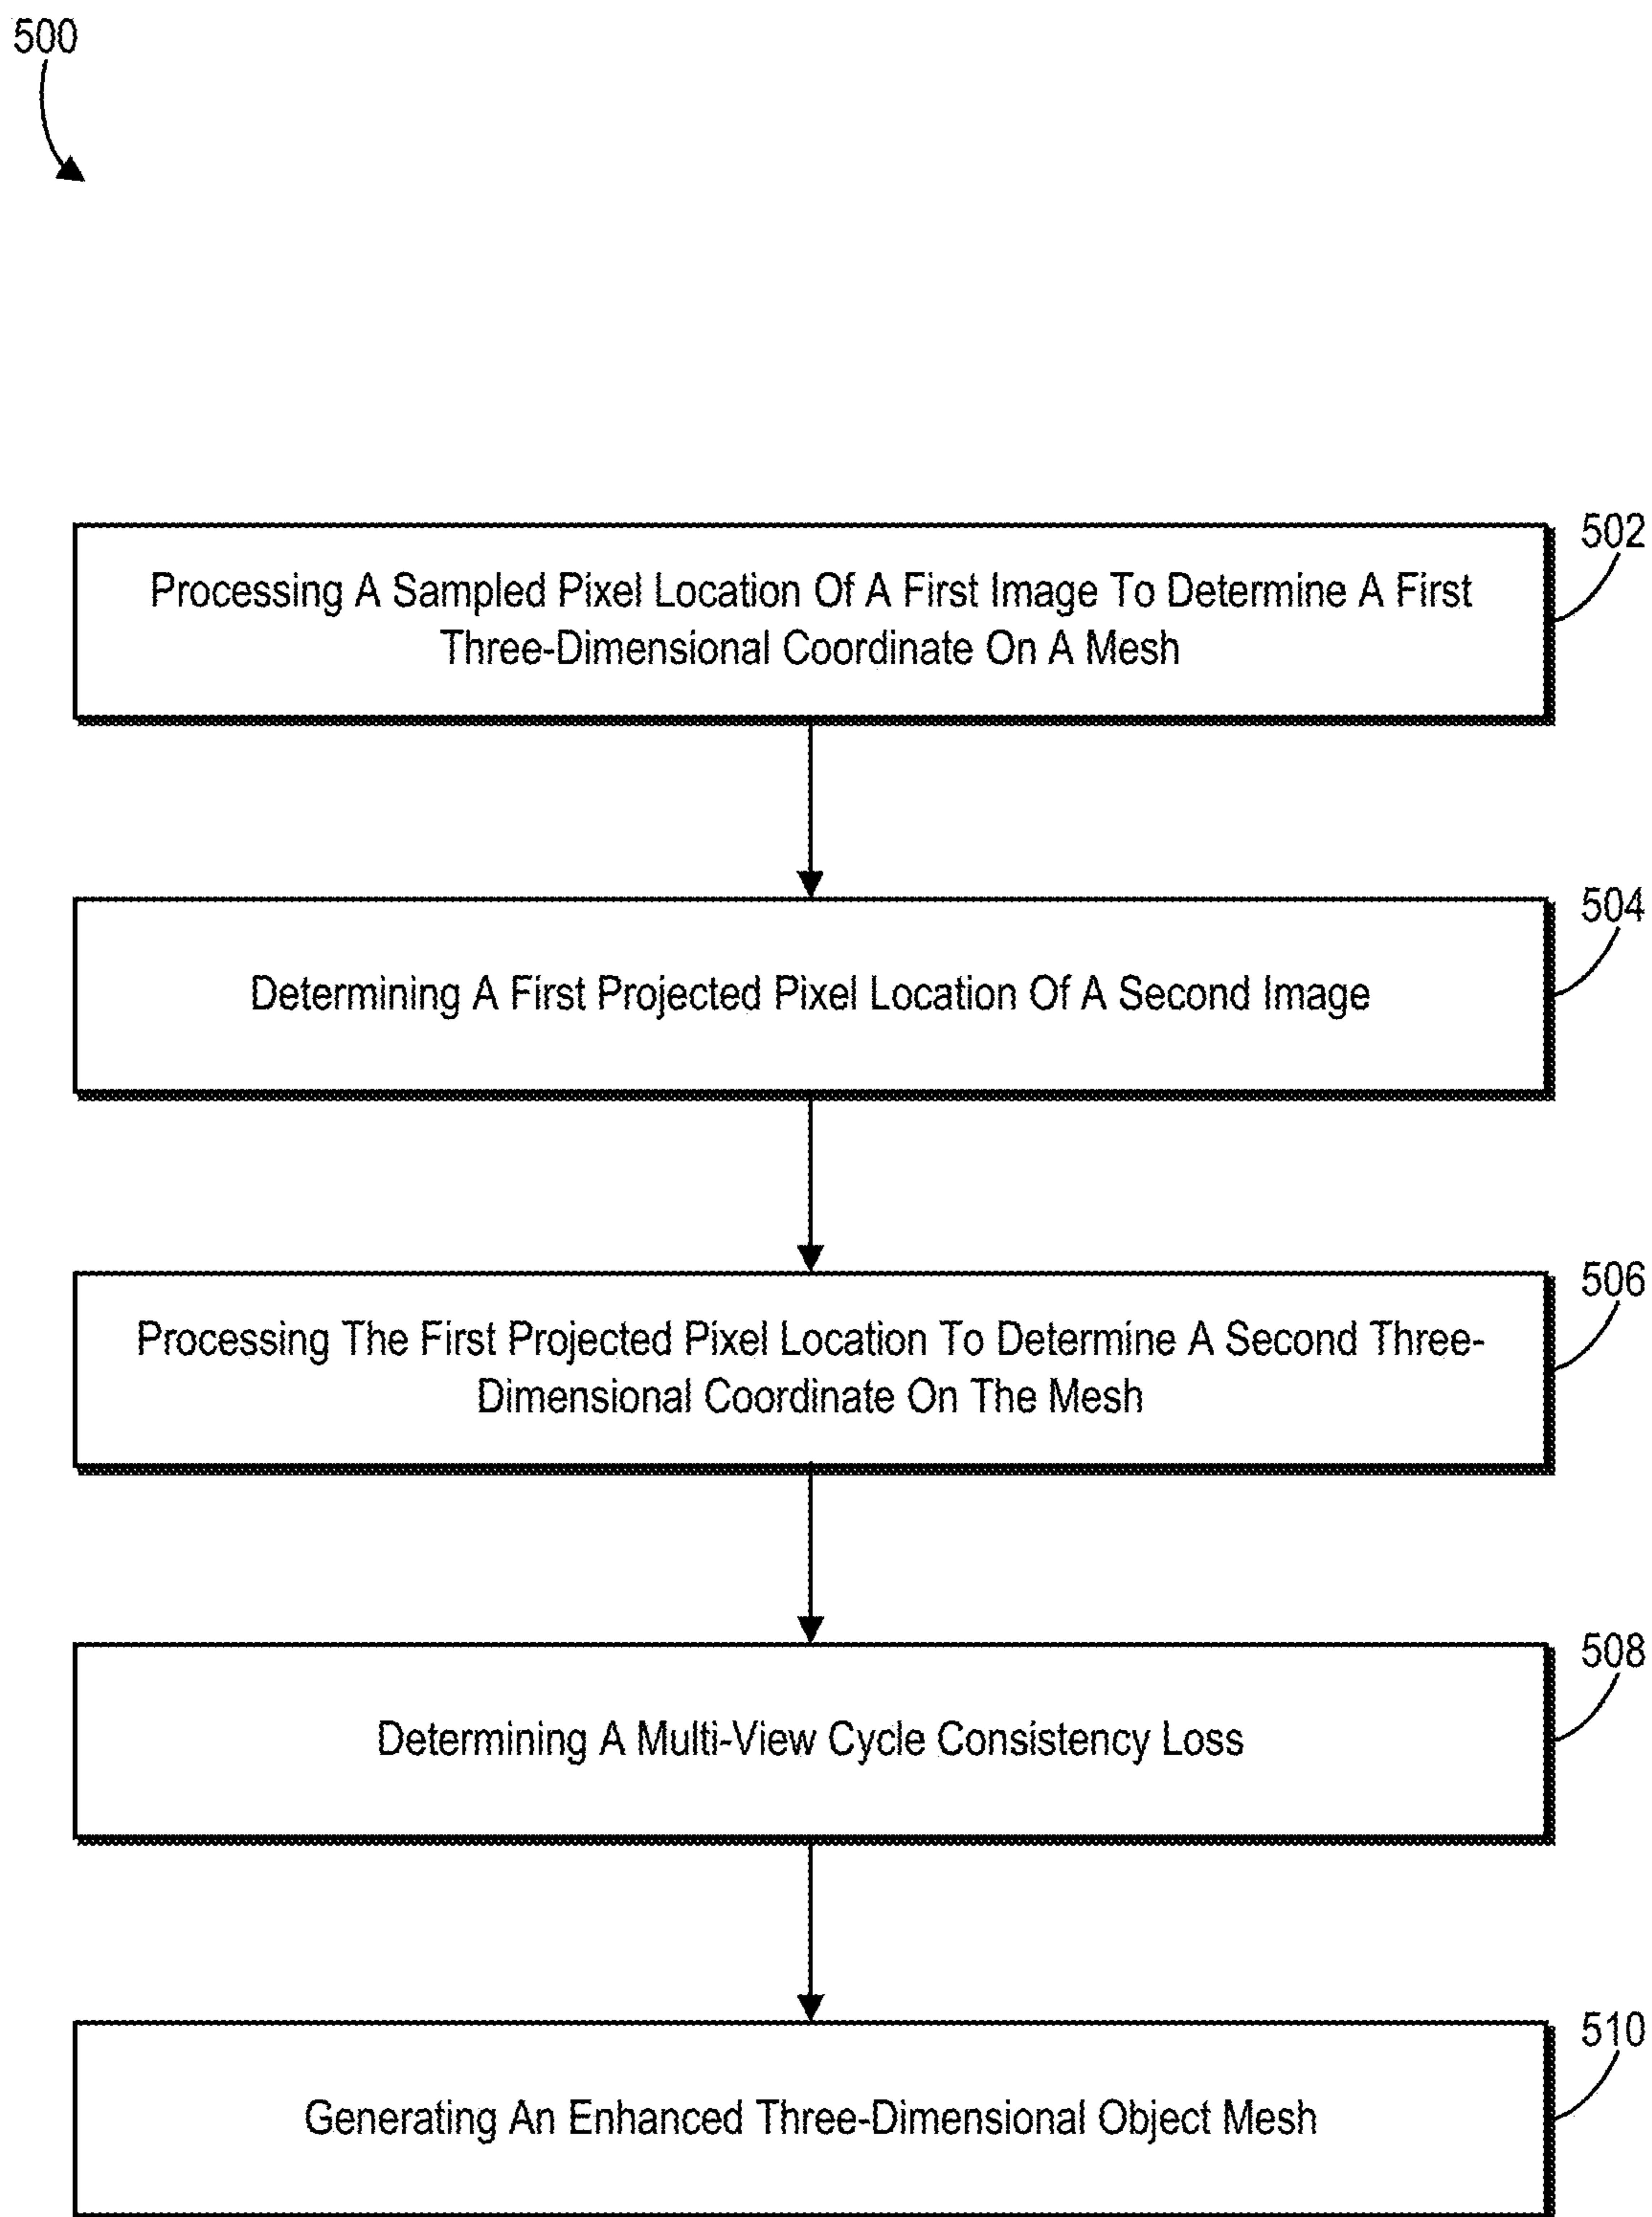 500
502
Processing A Sampled Pixel Location Of A First Image To Determine A First
Three-Dimensional Coordinate On A Mesh
504
Determining A First Projected Pixel Location Of A Second Image
506
Processing The First Projected Pixel Location To Determine A Second Three-
Dimensional Coordinate On The Mesh
508
Determining A Multi-View Cycle Consistency Loss
510
Generating An Enhanced Three-Dimensional Object Mesh